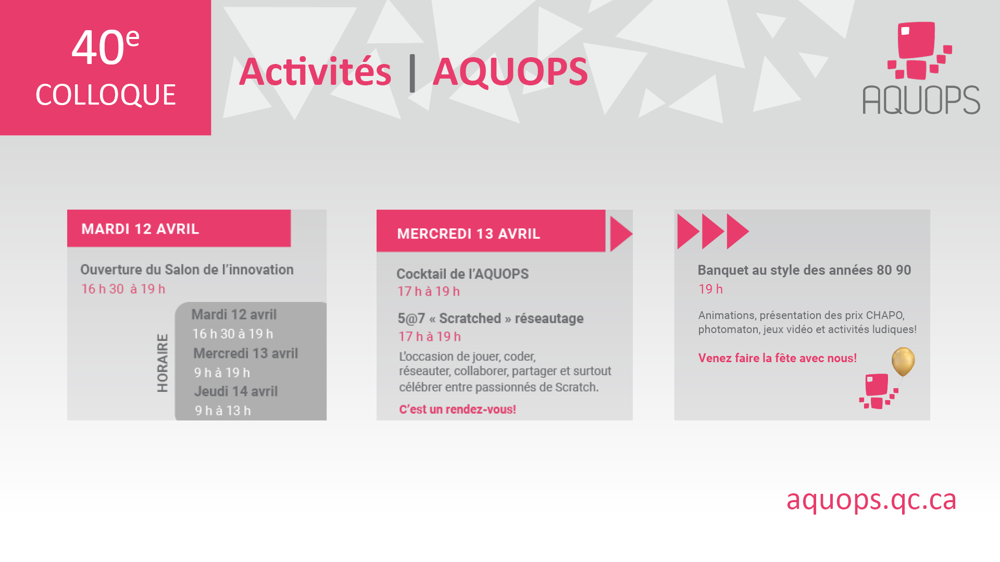 40e
COLLOQUE
Activités | AQUOPS
AQUOPS
MARDI 12 AVRIL
Ouverture du Salon de l’innovation
16 h 30 à 19 h
HORAIRE
Mardi 12 avril
16 h 30 à 19 h
Mercredi 13 avril
9 h à 19 h
Jeudi 14 avril
9 h à 13 h
MERCREDI 13 AVRIL
Cocktail de l’AQUOPS
17 h à 19 h
5@7 « Scratched » réseautage
17 h à 19 h
L’occasion de jouer, coder,
réseauter, collaborer, partager et surtout
célébrer entre passionnés de Scratch.
C’est un rendez-vous!
Banquet au style des années 80 90
19 h
Animations, présentation des prix CHAPO,
photomaton, jeux vidéo et activités ludiques!
Venez faire la fête avec nous!
aquops.qc.ca